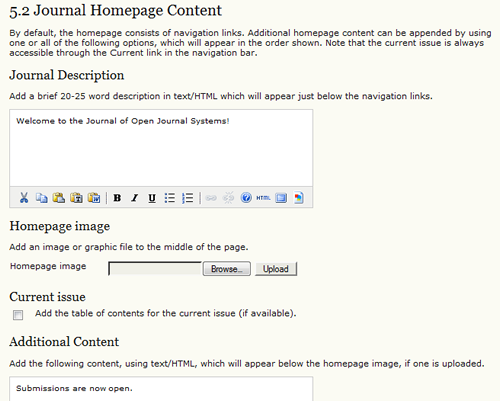 5.2 Journal Homepage Content
By default, the homepage consists of navigation links. Additional homepage content can be appended by using
one or all of the following options, which will appear in the order shown. Note that the current issue is always
accessible through the Current link in the navigation bar.
Journal Description
Add a brief 20-25 word description in text/HTML which will appear just below the navigation links.
Welcome to the Journal of Open Journal Systems!
B I U HTML
Homepage image
Add an image or graphic file to the middle of the page.
Homepage image Browse... Upload
Current issue
Add the table of contents for the current issue (if available).
Additional Content
Add the following content, using text/HTML, which will appear below the homepage image, if one is uploaded.
Submissions are now open.